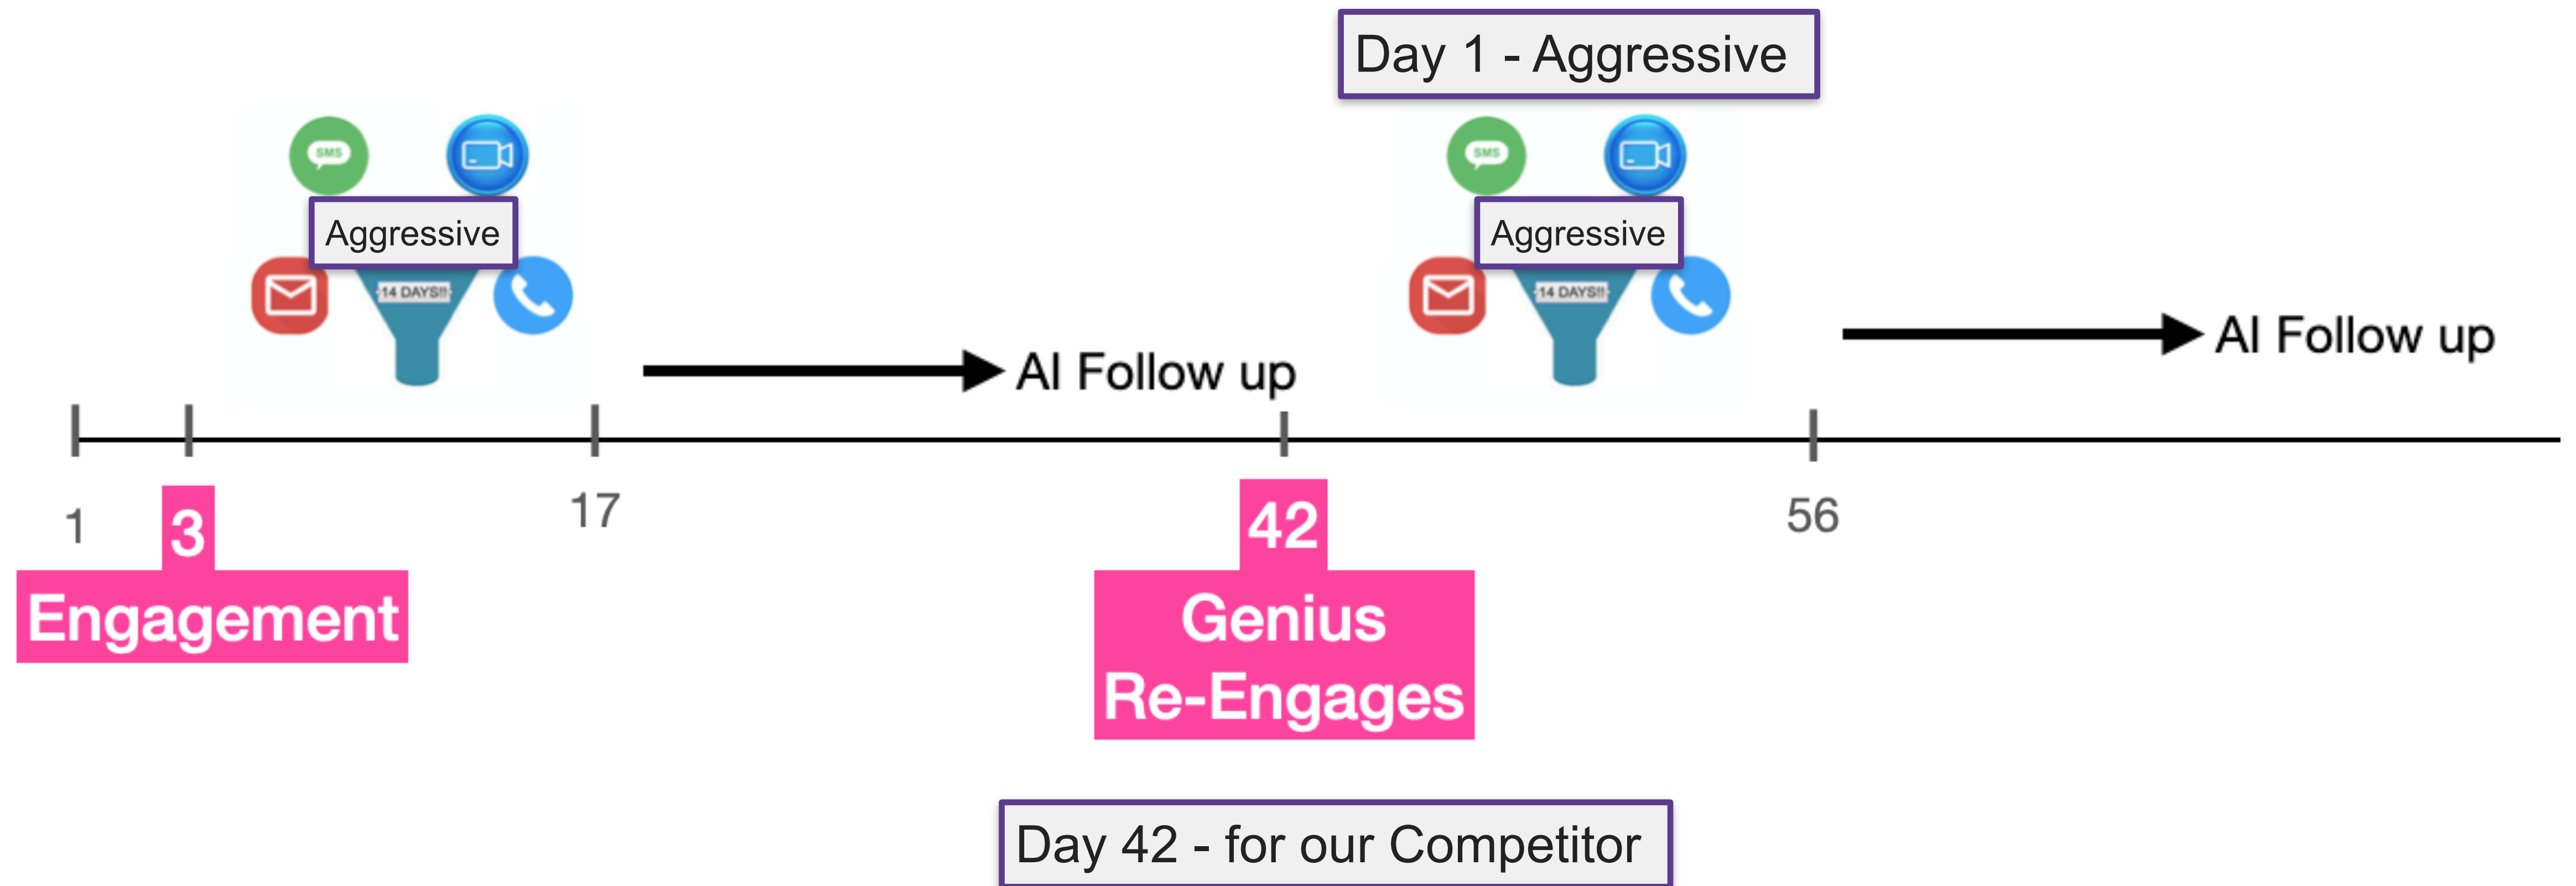 Day 1 - Aggressive
SMS
Aggressive
14 DAYS!!
AI Follow up
SMS
Aggressive
14 DAYS!!
AI Follow up
1
3
17
42
56
Engagement
Genius
Re-Engages
Day 42 - for our Competitor